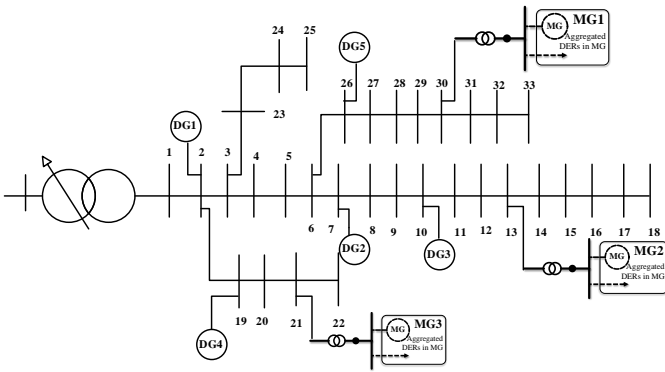 MG1
MG
Aggregated
DERs in MG
24 25
DG5
26 27 28 29 30 31 32 33
23
DG1
1 2 3 4 5
6 7 8 9 10 11 12 13 14 15 16 17 18
DG2
DG3
MG2
MG
Aggregated
DERs in MG
19 20 21 22
DG4
MG3
MG
Aggregated
DERs in MG